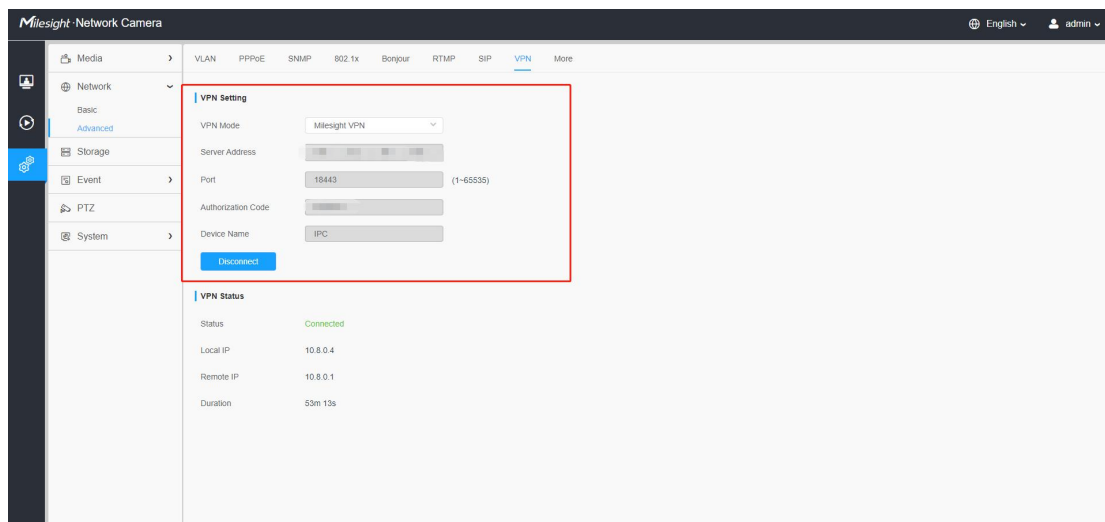 Milesight · Network Camera
English
admin
Media
Network
Basic
Advanced
Storage
Event
PTZ
System
VLAN PPPoE SNMP 802.1x Bonjour RTMP SIP VPN More
VPN Setting
VPN Mode Milesight VPN
Server Address
Port 18443 (1~65535)
Authorization Code
Device Name IPC
Disconnect
VPN Status
Status Connected
Local IP 10.8.0.4
Remote IP 10.8.0.1
Duration 53m 13s